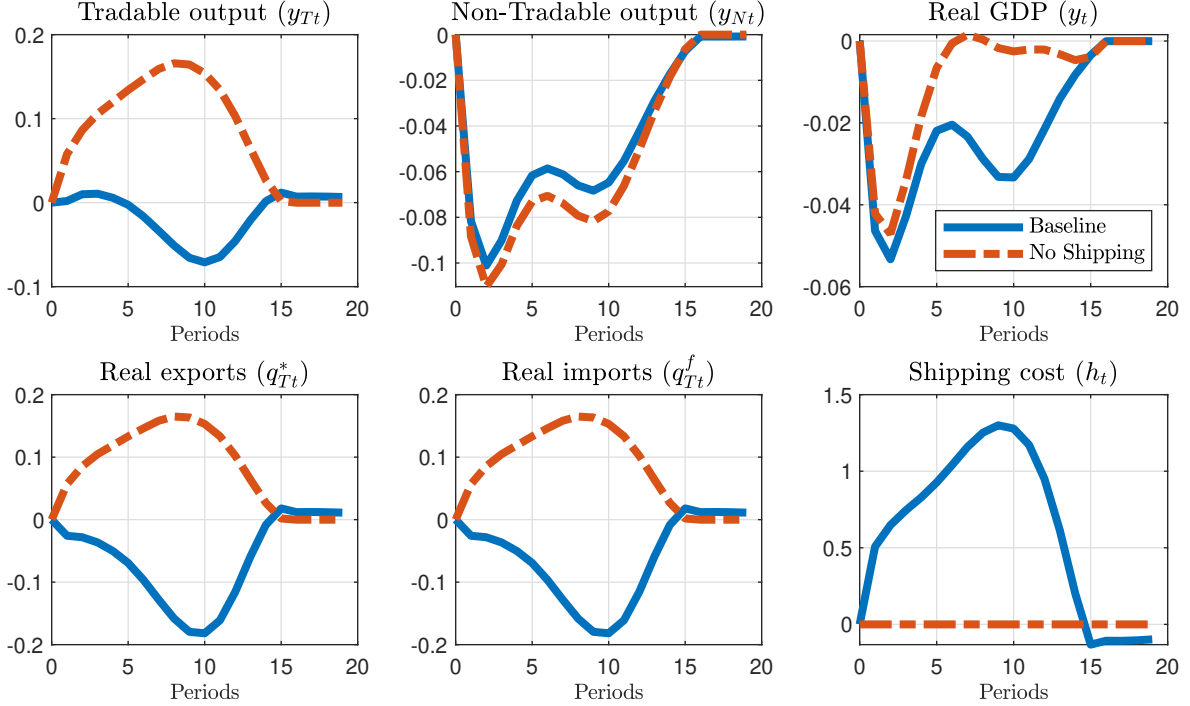 Tradable output (y_{Tt})
0.2
0.1
0
-0.1
0 5 10 15 20
Periods
Non-Tradable output (y_{Nt})
0
-0.02
-0.04
-0.06
-0.08
-0.1
0 5 10 15 20
Periods
Real GDP (y_t)
0
-0.02
-0.04
-0.06
Baseline
No Shipping
0 5 10 15 20
Periods
Real exports (q^*_{Tt})
0.2
0.1
0
-0.1
-0.2
0 5 10 15 20
Periods
Real imports (q^f_{Tt})
0.2
0.1
0
-0.1
-0.2
0 5 10 15 20
Periods
Shipping cost (h_t)
1.5
1
0.5
0
0 5 10 15 20
Periods